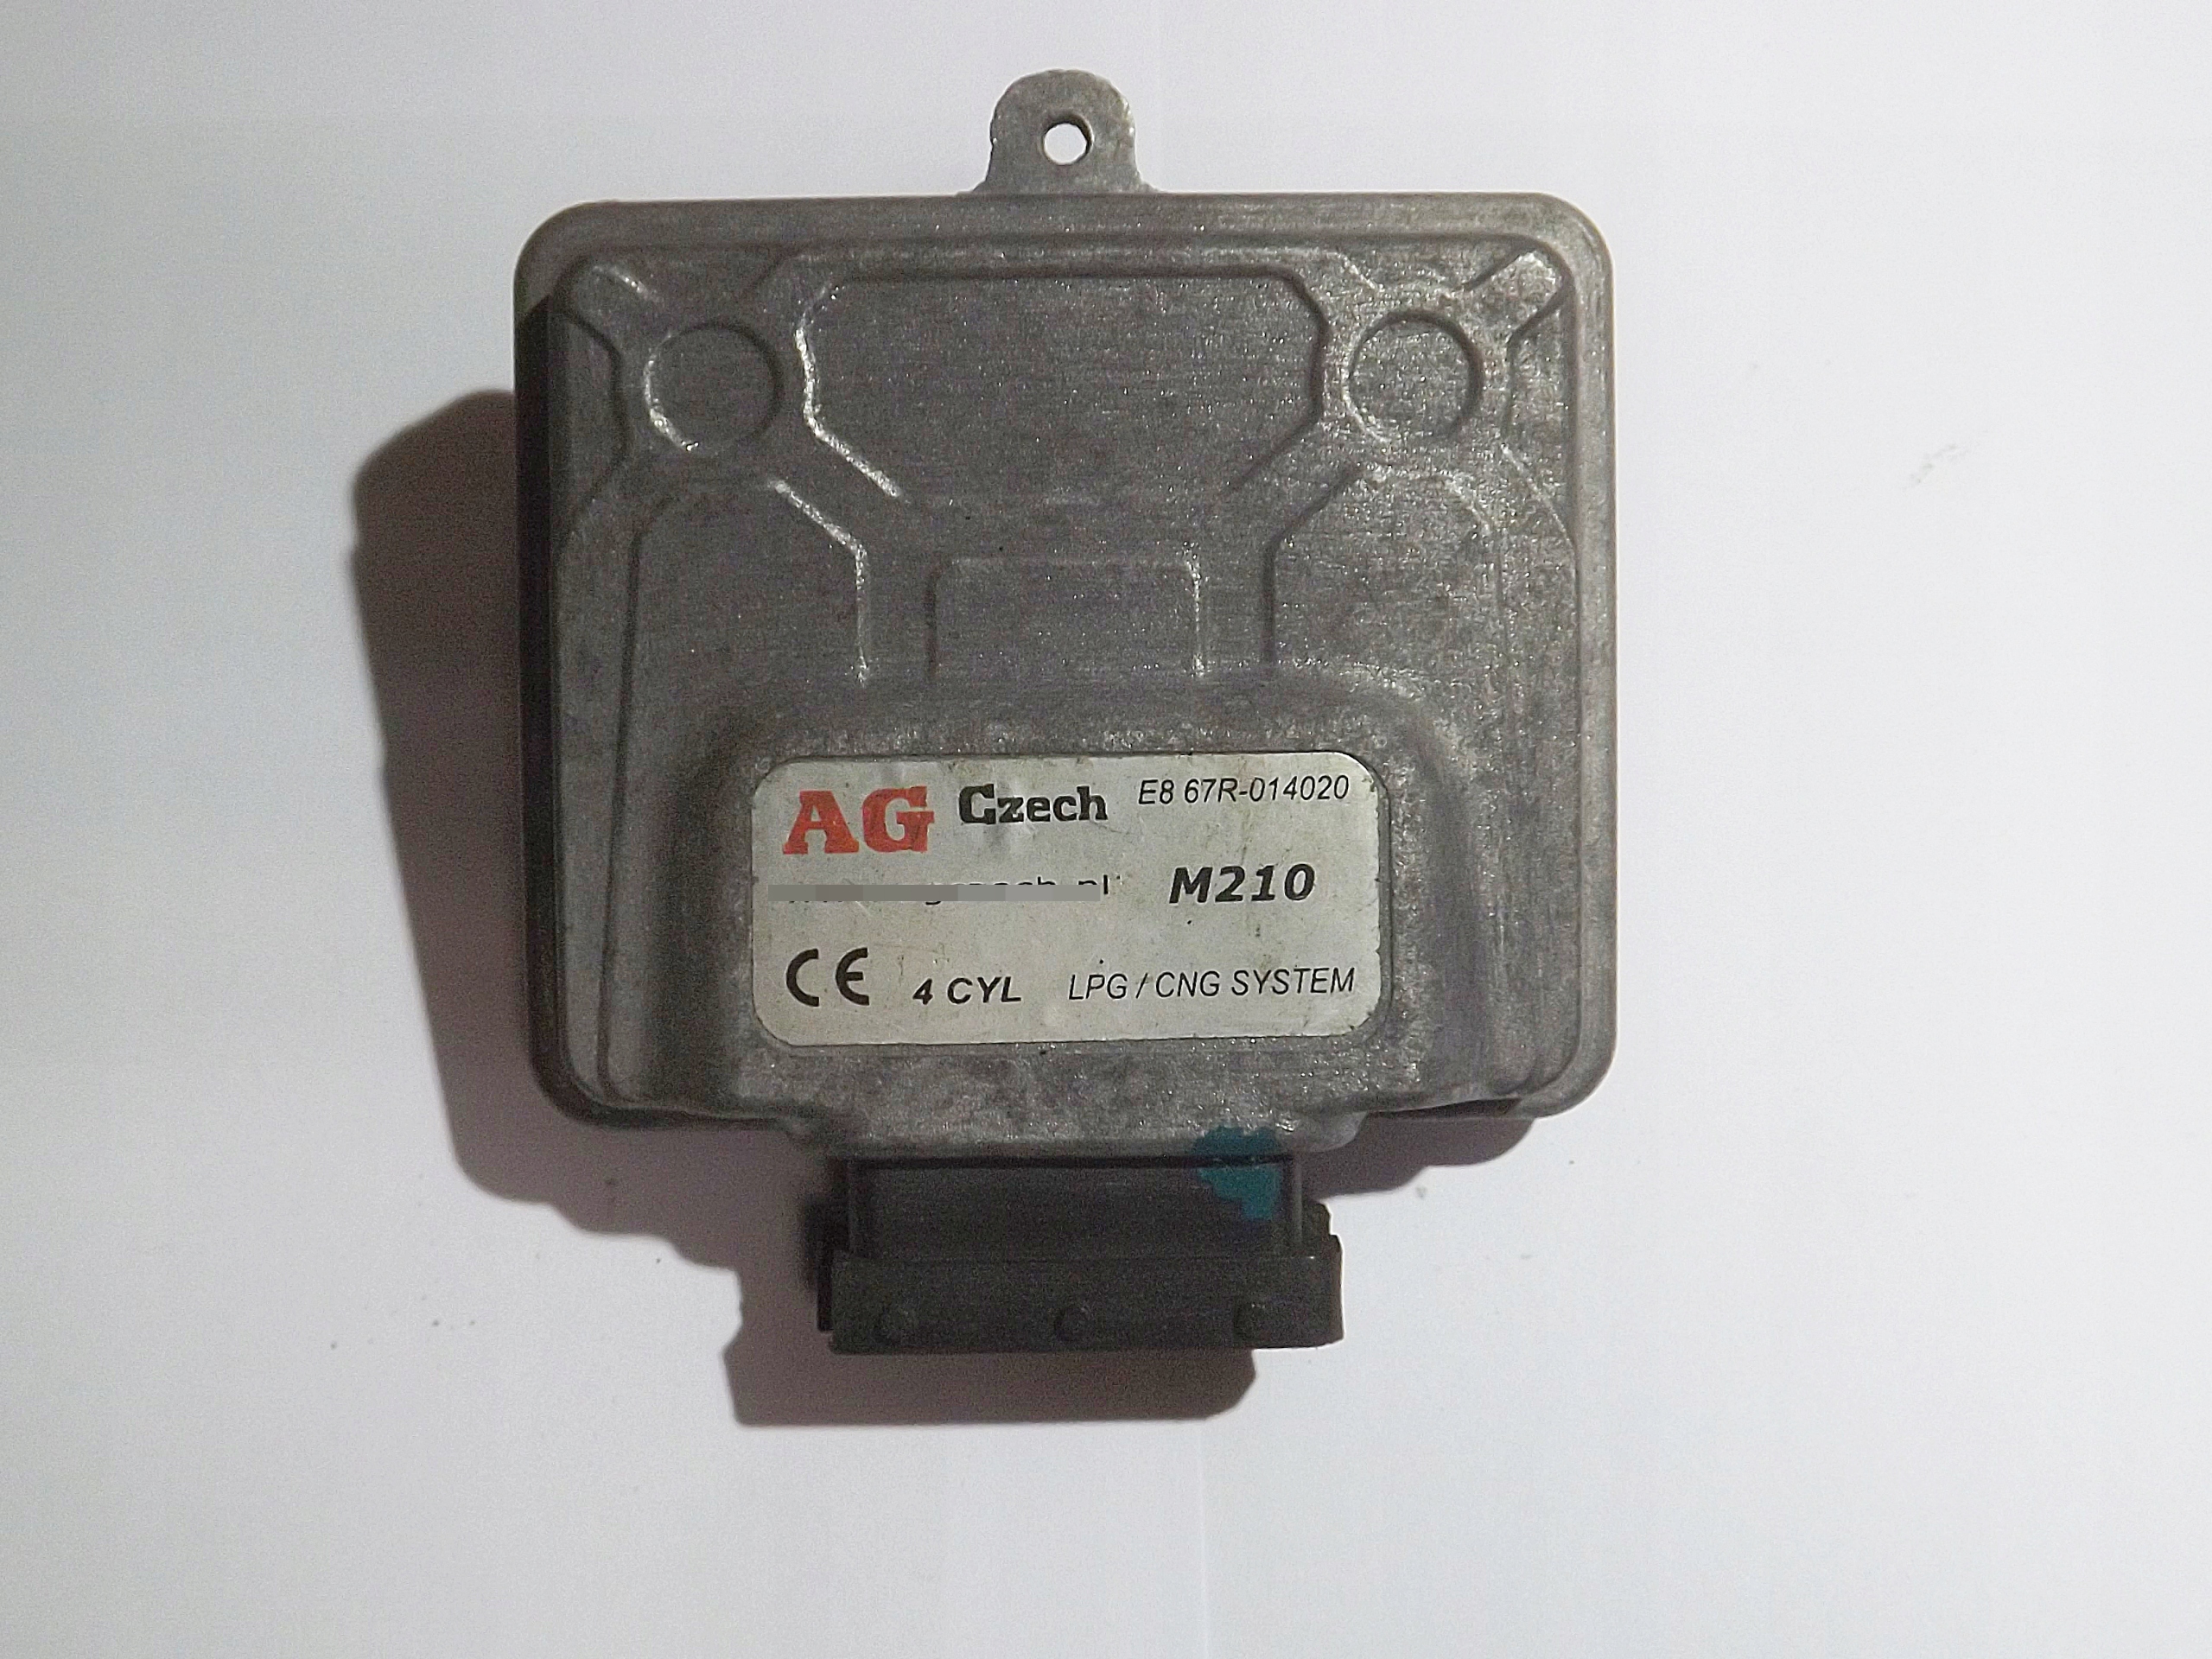 AG Czech E8 67R-014020
M210
CE 4 CYL LPG / CNG SYSTEM